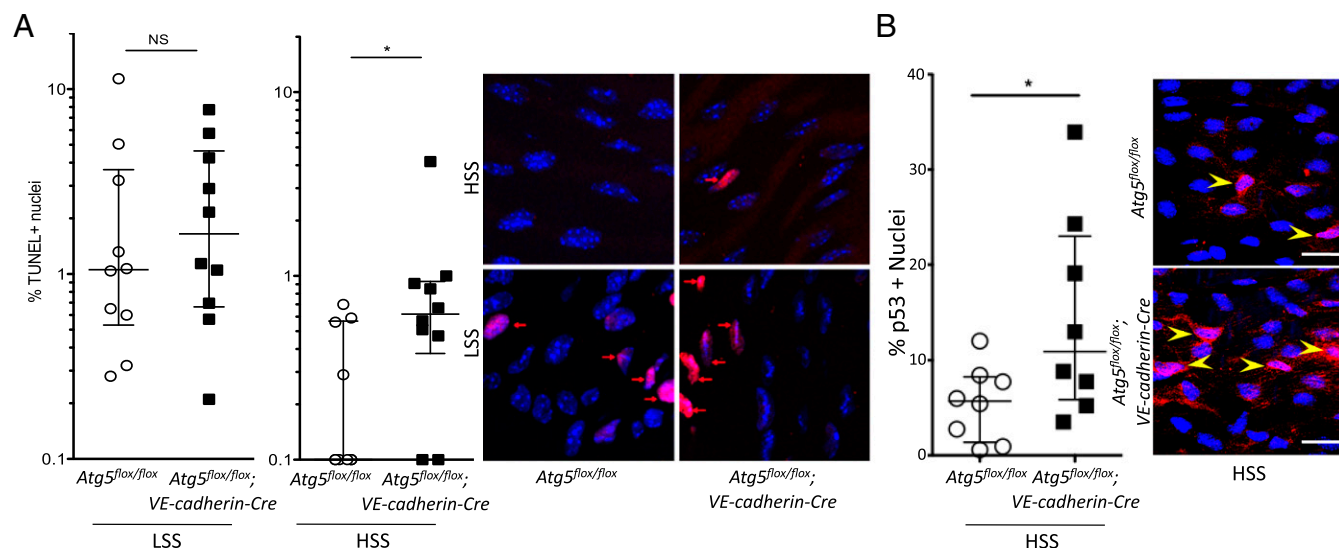 A
B
NS
*
*
% TUNEL+ nuclei
10
1
0.1
10
1
0.1
Atg5flox/flox
Atg5flox/flox;
VE-cadherin-Cre
LSS
Atg5flox/flox
Atg5flox/flox;
VE-cadherin-Cre
HSS
HSS
LSS
Atg5flox/flox
Atg5flox/flox;
VE-cadherin-Cre
% p53 + Nuclei
40
30
20
10
0
Atg5flox/flox
Atg5flox/flox;
VE-cadherin-Cre
HSS
Atg5flox/flox
Atg5flox/flox;
VE-cadherin-Cre
HSS